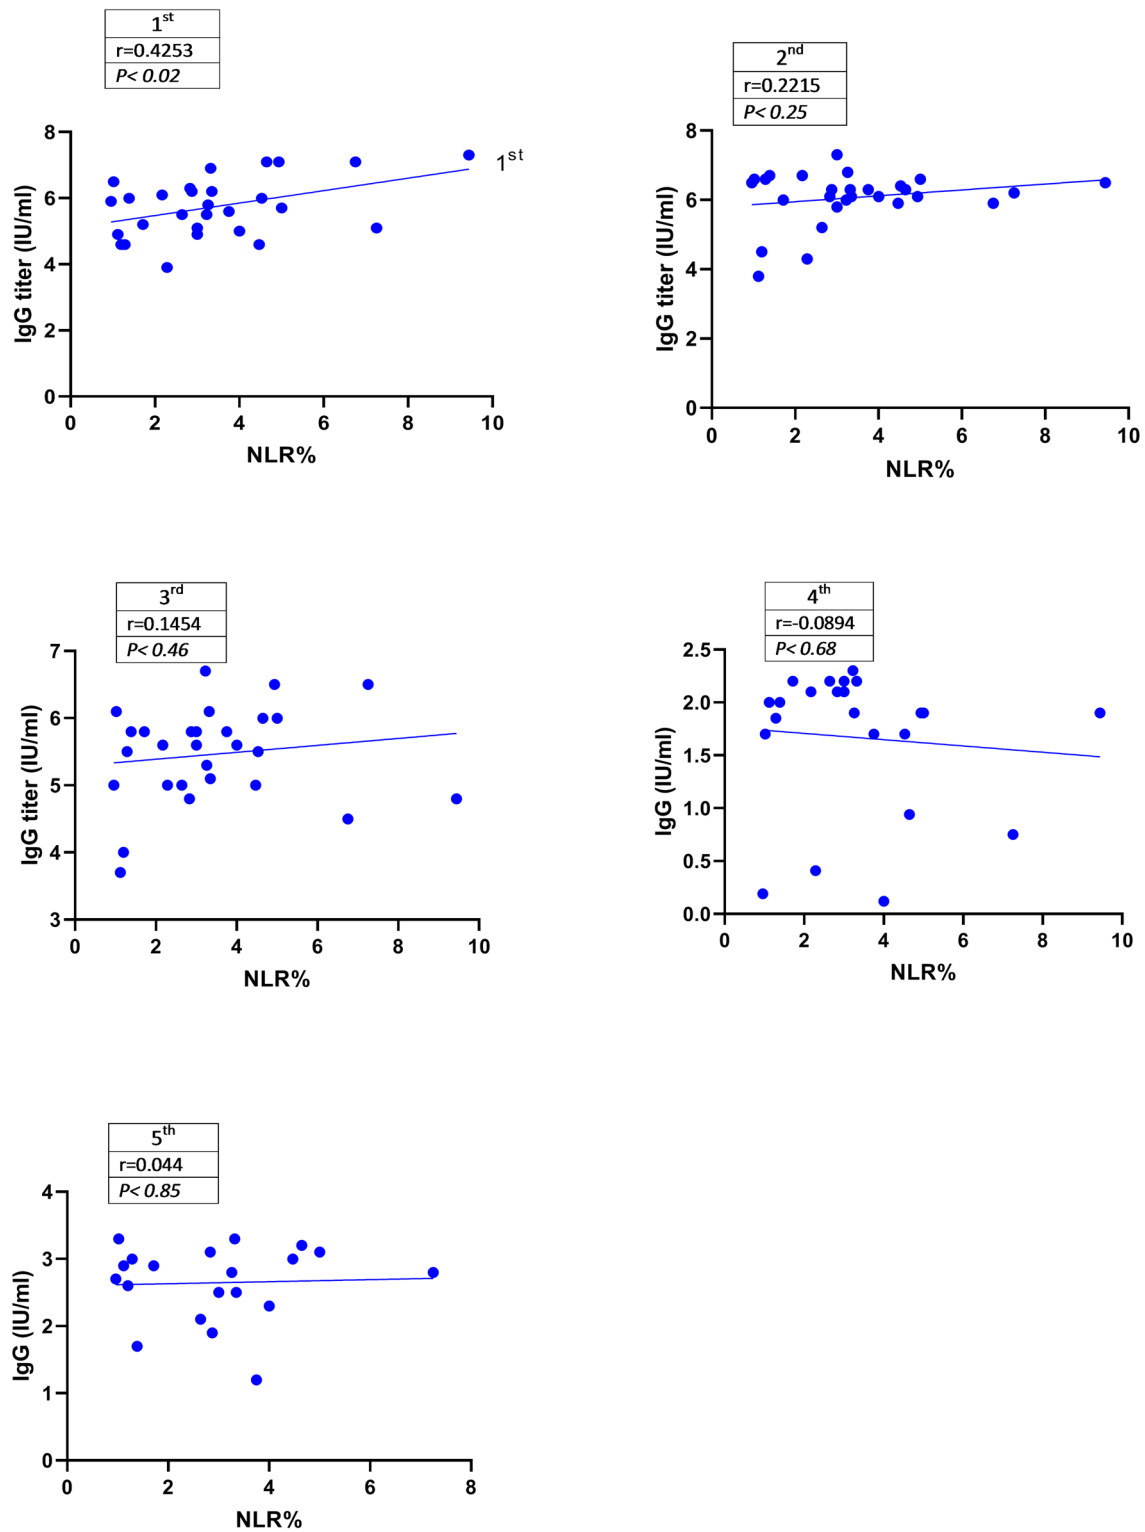 1st
r=0.4253
P< 0.02
8
6
4
2
0
0 2 4 6 8 10
IgG titer (IU/ml)
NLR%
1st
2nd
r=0.2215
P< 0.25
8
6
4
2
0
0 2 4 6 8 10
IgG titer (IU/ml)
NLR%
3rd
r=0.1454
P< 0.46
7
6
5
4
3
0 2 4 6 8 10
IgG titer (IU/ml)
NLR%
4th
r=-0.0894
P< 0.68
2.5
2.0
1.5
1.0
0.5
0.0
0 2 4 6 8 10
IgG (IU/ml)
NLR%
5th
r=0.044
P< 0.85
4
3
2
1
0
0 2 4 6 8
IgG (IU/ml)
NLR%